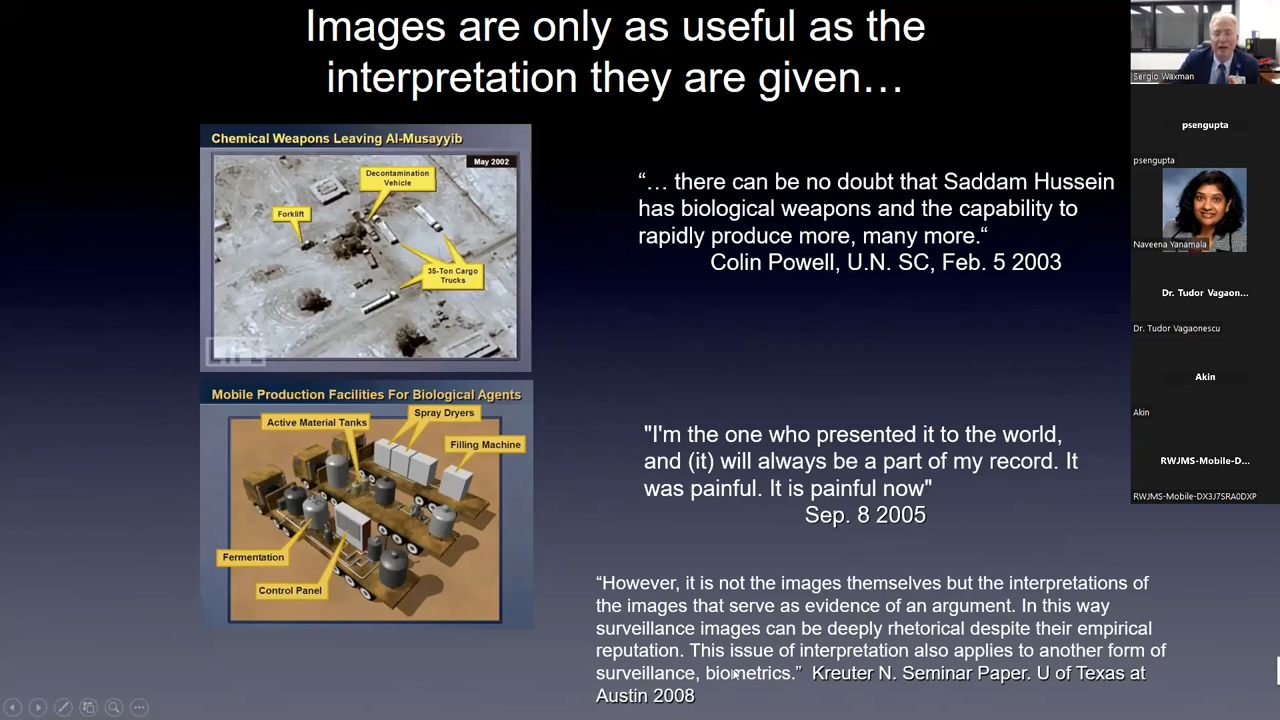 Images are only as useful as the
interpretation they are given…
Chemical Weapons Leaving Al-Musayyib
May 2002
Decontamination
Vehicle
Forklift
35-Ton Cargo
Trucks
LIFE
Mobile Production Facilities For Biological Agents
Spray Dryers
Active Material Tanks
Filling Machine
Fermentation
Control Panel
“… there can be no doubt that Saddam Hussein
has biological weapons and the capability to
rapidly produce more, many more.“
Colin Powell, U.N. SC, Feb. 5 2003
"I'm the one who presented it to the world,
and (it) will always be a part of my record. It
was painful. It is painful now"
Sep. 8 2005
“However, it is not the images themselves but the interpretations of
the images that serve as evidence of an argument. In this way
surveillance images can be deeply rhetorical despite their empirical
reputation. This issue of interpretation also applies to another form of
surveillance, biometrics.” Kreuter N. Seminar Paper. U of Texas at
Austin 2008
Sergio Waxman
psengupta
psengupta
Naveena Yanamala
Dr. Tudor Vagaon...
Dr. Tudor Vagaonescu
Akin
Akin
RWJMS-Mobile-D...
RWJMS-Mobile-DX3J7SRA0DXP